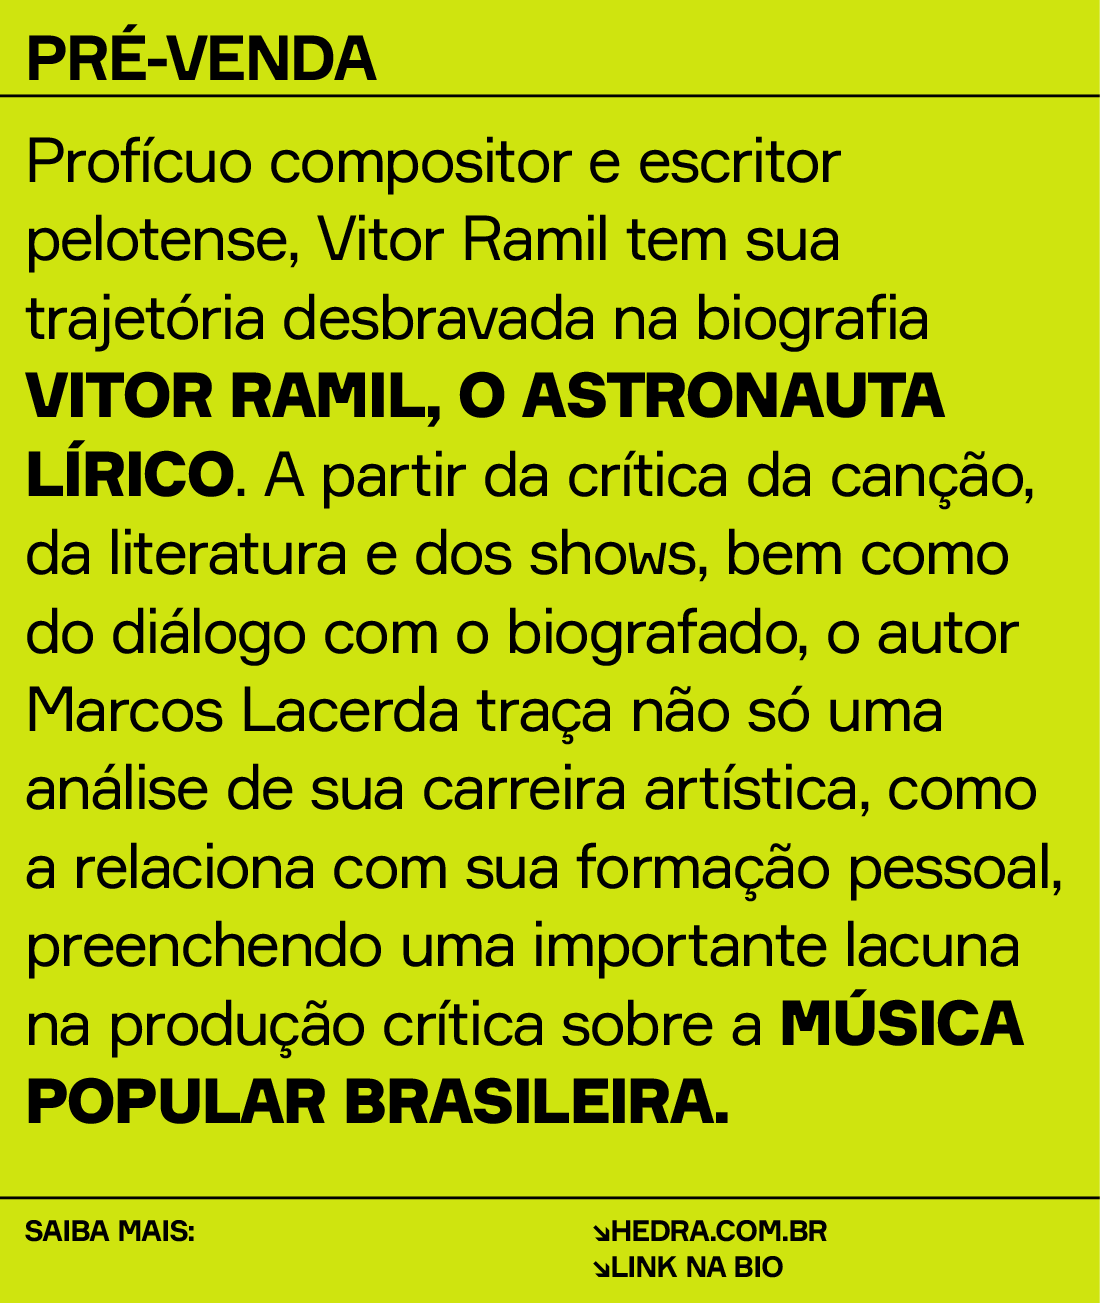 PRÉ-VENDA
Profícuo compositor e escritor
pelotense, Vitor Ramil tem sua
trajetória desbravada na biografia
VITOR RAMIL, O ASTRONAUTA
LÍRICO. A partir da crítica da canção,
da literatura e dos shows, bem como
do diálogo com o biografado, o autor
Marcos Lacerda traça não só uma
análise de sua carreira artística, como
a relaciona com sua formação pessoal,
preenchendo uma importante lacuna
na produção crítica sobre a MÚSICA
POPULAR BRASILEIRA.
SAIBA MAIS:
↘HEDRA.COM.BR
↘LINK NA BIO